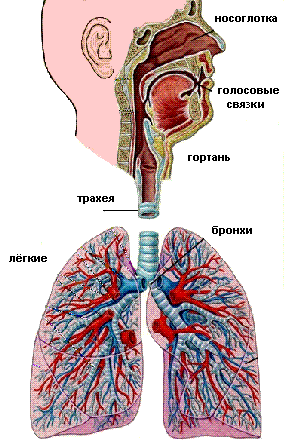 носоглотка
голосовые
связки
гортань
трахея
бронхи
лёгкие